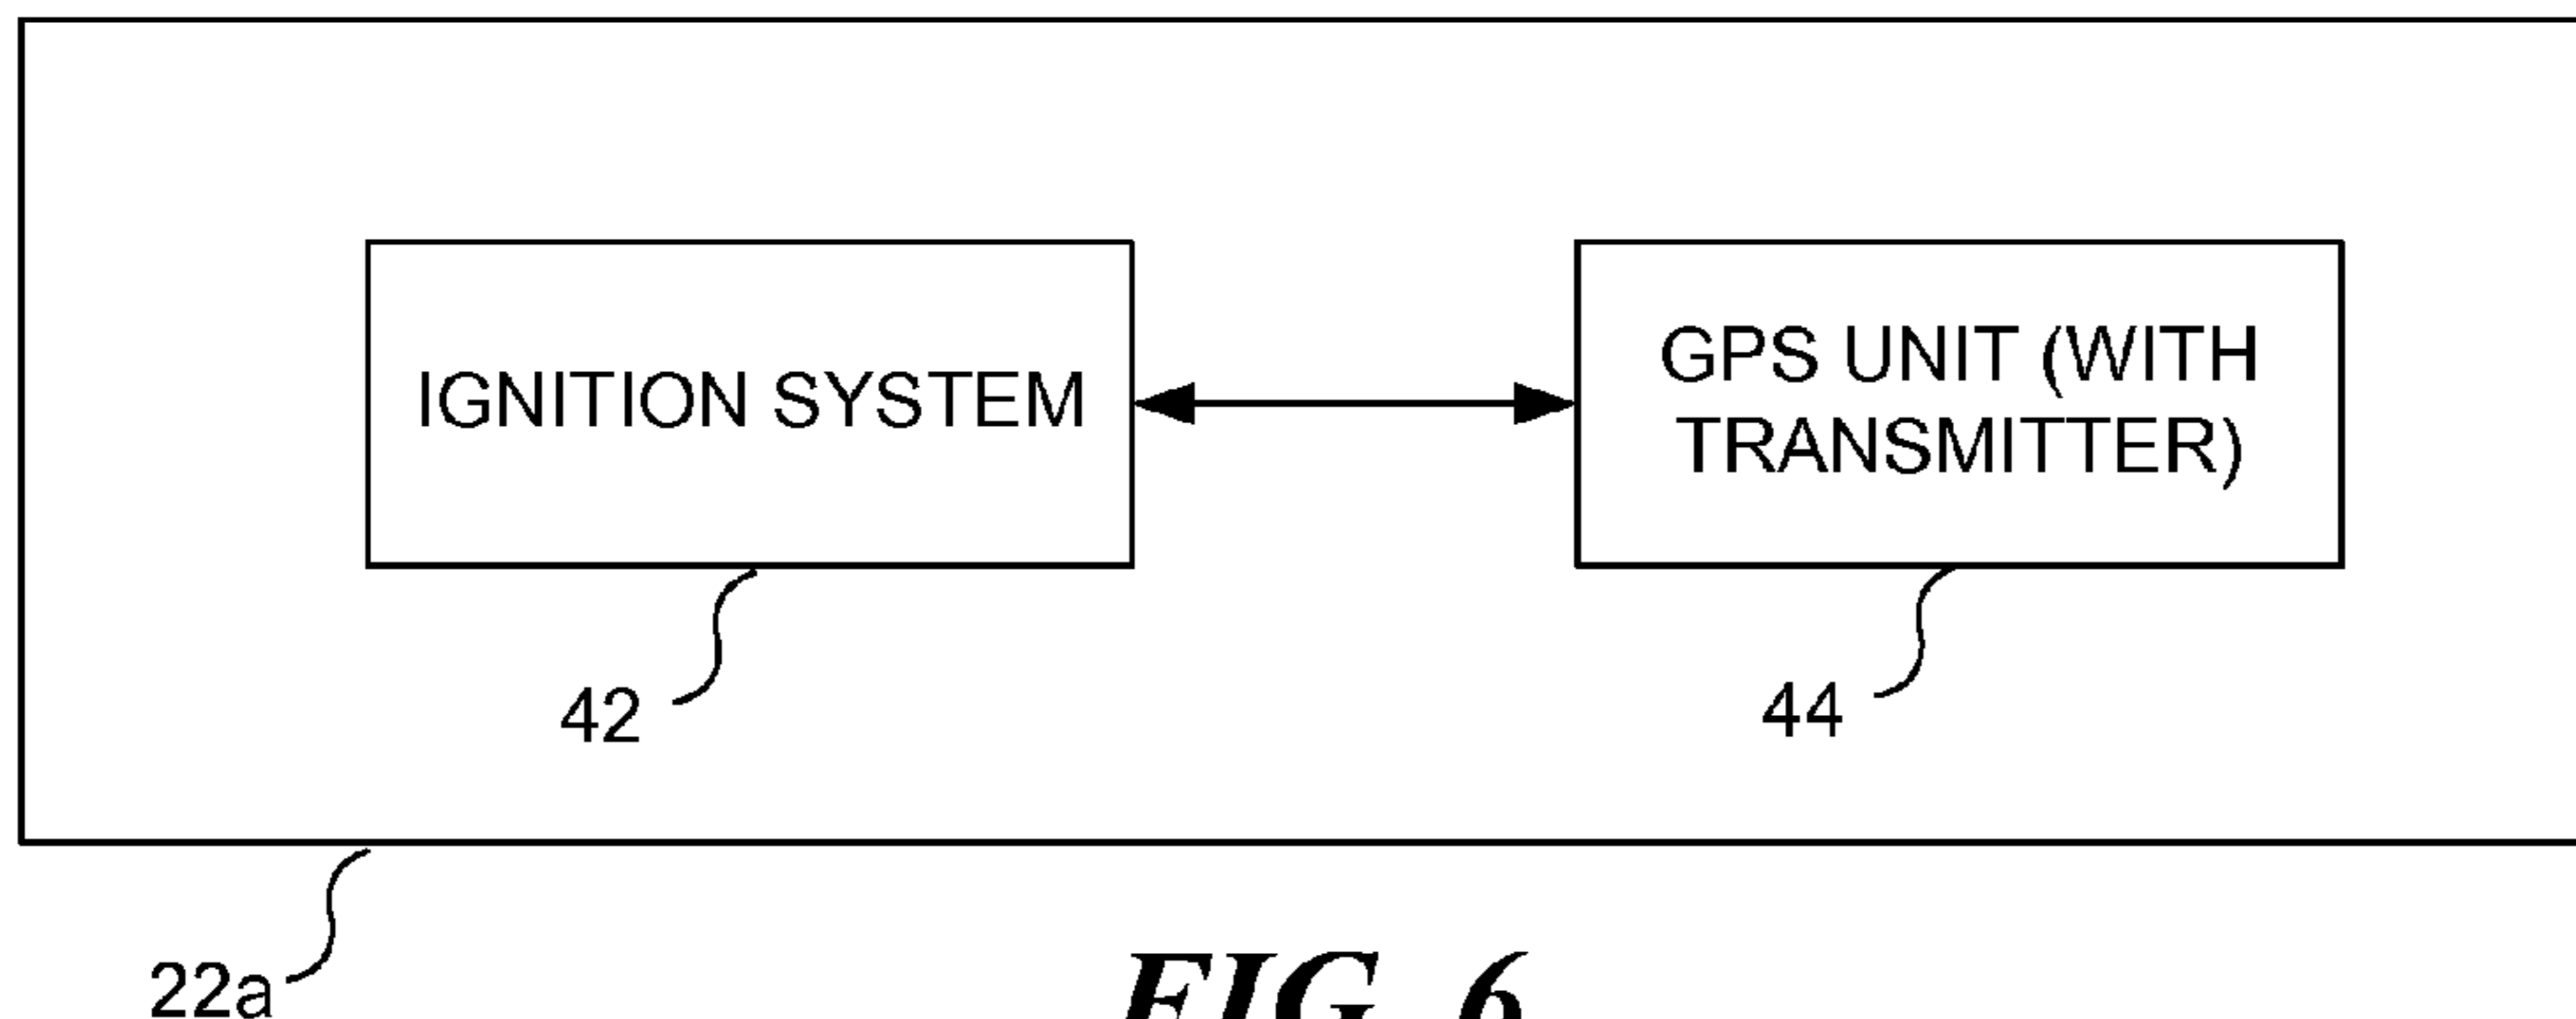 IGNITION SYSTEM
GPS UNIT (WITH
TRANSMITTER)
42
44
22a
FIG. 6